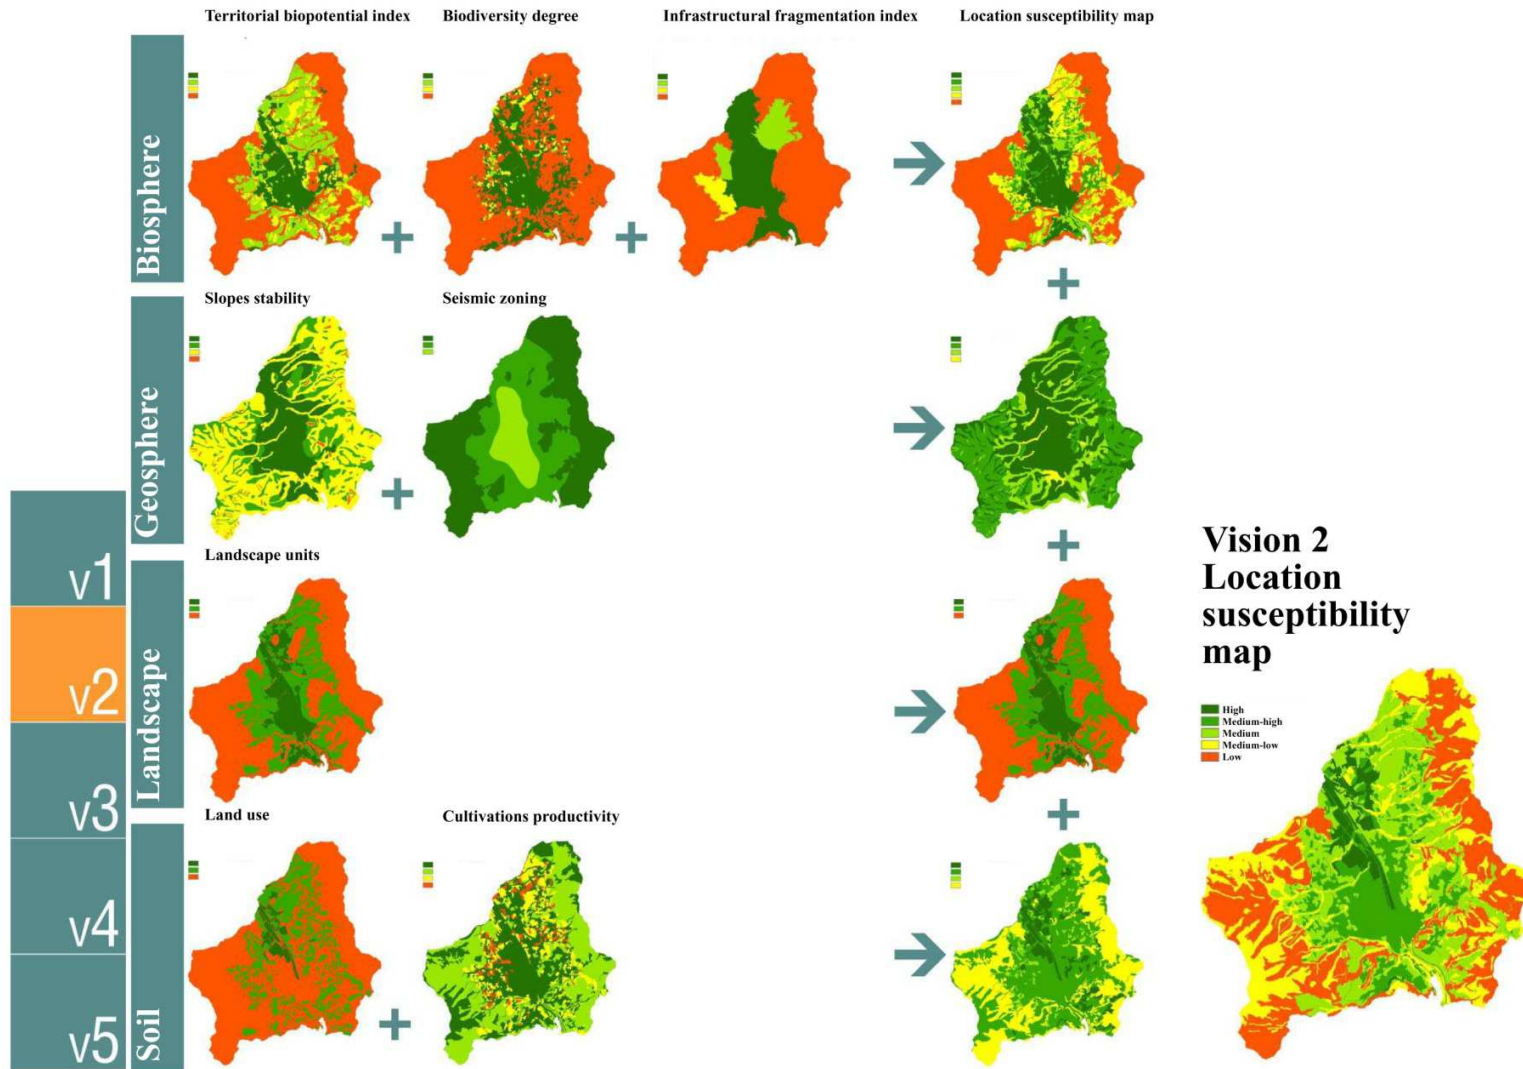 Territorial biopotential index
Biodiversity degree
Infrastructural fragmentation index
Location susceptibility map
Biosphere
Slopes stability
Seismic zoning
Geosphere
Landscape units
Landscape
Land use
Cultivations productivity
Soil
v1
v2
v3
v4
v5
Vision 2
Location
susceptibility
map
High
Medium-high
Medium
Medium-low
Low